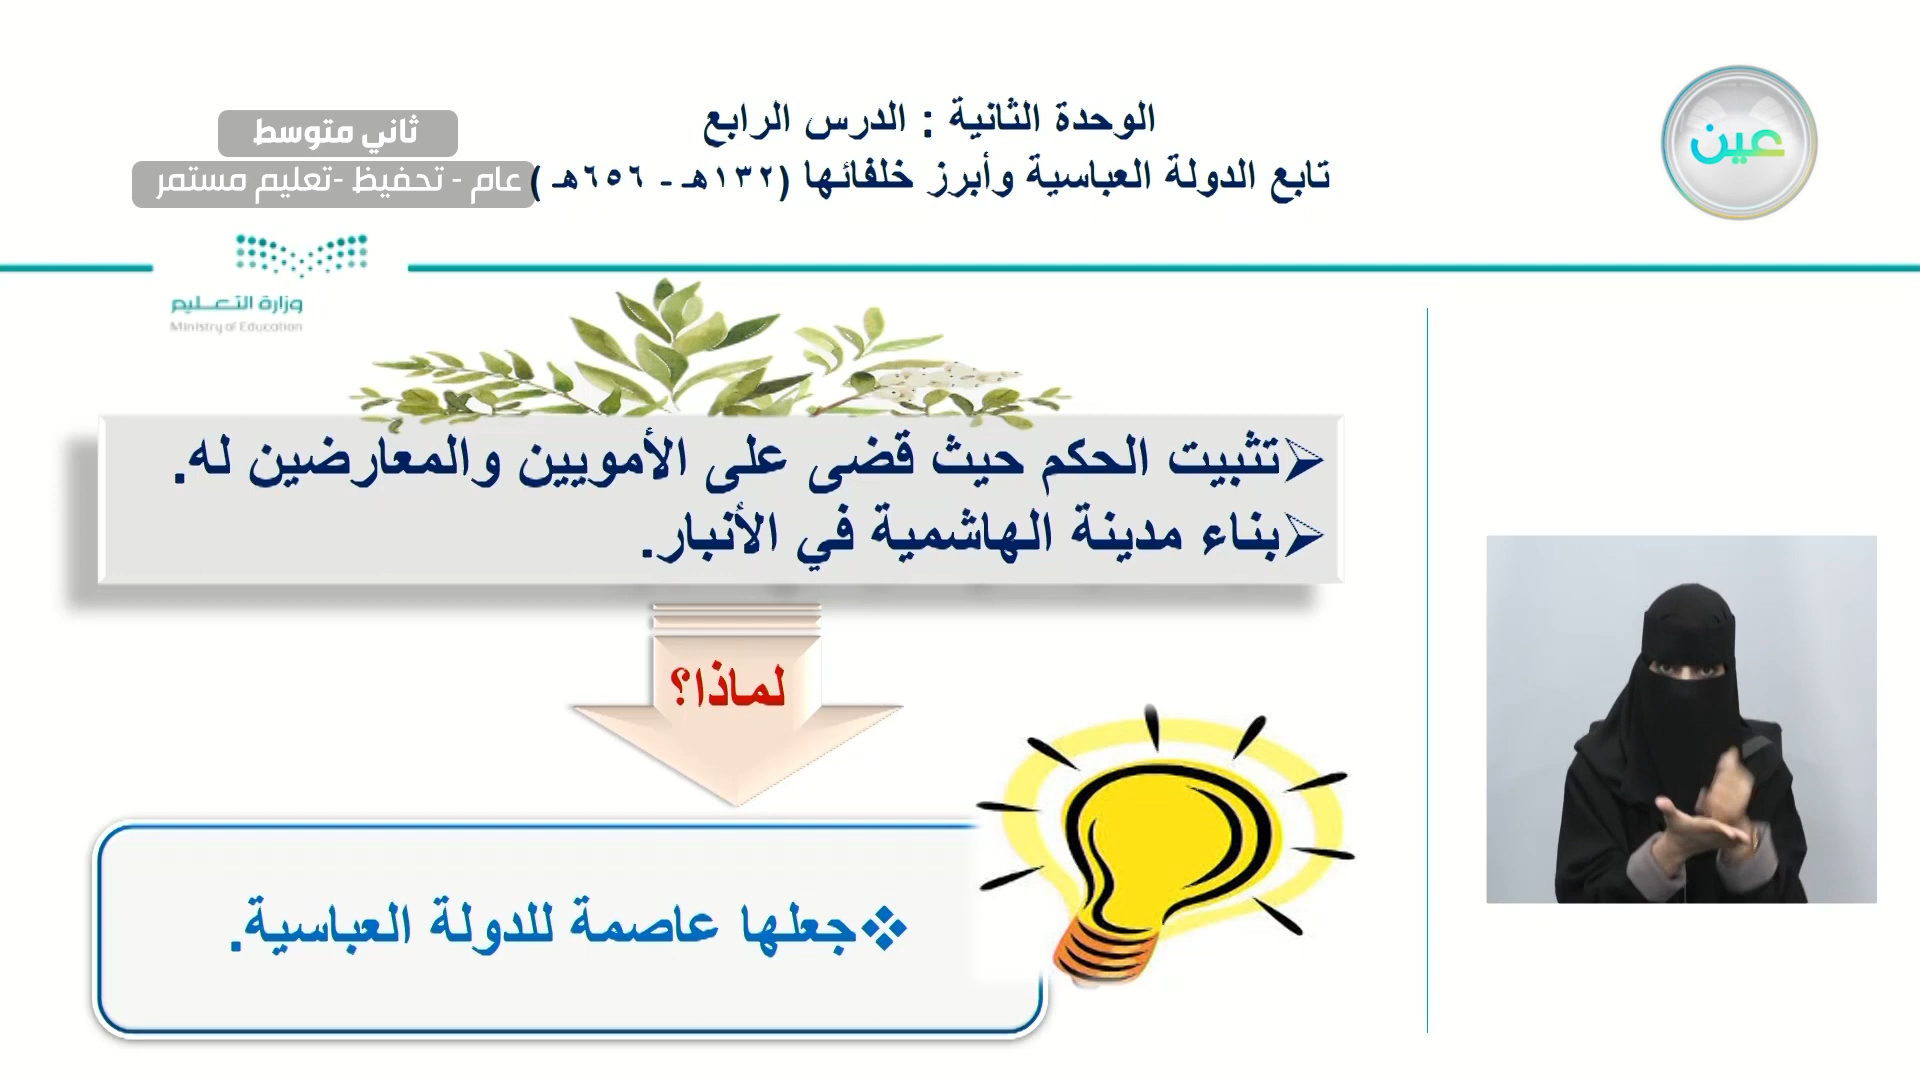 عين
الوحدة الثانية : الدرس الرابع
تابع الدولة العباسية وأبرز خلفائها (١٣٢هـ - ٦٥٦هـ )
ثاني متوسط
عام - تحفيظ -تعليم مستمر
وزارة التعليم
Ministry of Education
تثبيت الحكم حيث قضى على الأمويين والمعارضين له.
بناء مدينة الهاشمية في الأنبار.
لماذا؟
جعلها عاصمة للدولة العباسية.